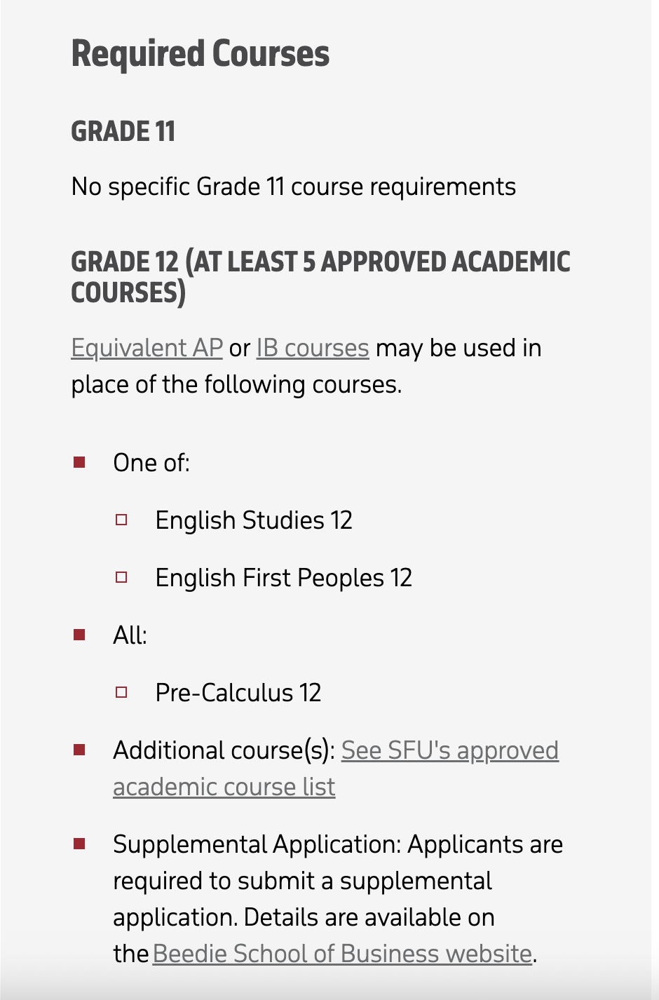 Required Courses
GRADE 11
No specific Grade 11 course requirements
GRADE 12 (AT LEAST 5 APPROVED ACADEMIC
COURSES)
Equivalent AP or IB courses may be used in
place of the following courses.
One of:
English Studies 12
English First Peoples 12
All:
Pre-Calculus 12
Additional course(s): See SFU's approved
academic course list
Supplemental Application: Applicants are
required to submit a supplemental
application. Details are available on
the Beedie School of Business website.